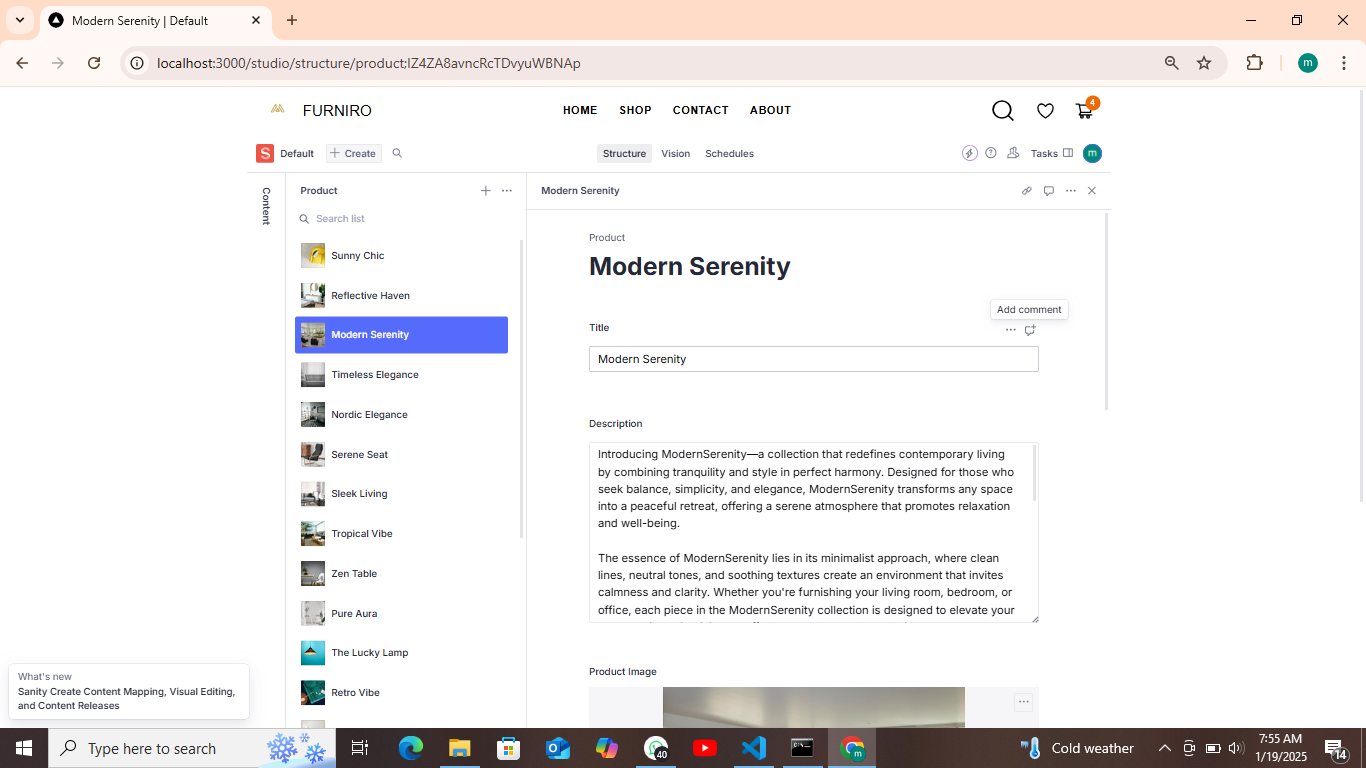 Modern Serenity | Default
localhost:3000/studio/structure/product;IZ4ZA8avncRcTDvyuWBNAp
m
FURNIRO
HOME SHOP CONTACT ABOUT
4
S Default + Create
Structure Vision Schedules
Tasks
m
Content
Product
Search list
Sunny Chic
Reflective Haven
Modern Serenity
Timeless Elegance
Nordic Elegance
Serene Seat
Sleek Living
Tropical Vibe
Zen Table
Pure Aura
The Lucky Lamp
Retro Vibe
Modern Serenity
Product
Modern Serenity
Add comment
Title
Modern Serenity
Description
Introducing ModernSerenity—a collection that redefines contemporary living
by combining tranquility and style in perfect harmony. Designed for those who
seek balance, simplicity, and elegance, ModernSerenity transforms any space
into a peaceful retreat, offering a serene atmosphere that promotes relaxation
and well-being.
The essence of ModernSerenity lies in its minimalist approach, where clean
lines, neutral tones, and soothing textures create an environment that invites
calmness and clarity. Whether you're furnishing your living room, bedroom, or
office, each piece in the ModernSerenity collection is designed to elevate your
Product Image
What's new
Sanity Create Content Mapping, Visual Editing,
and Content Releases
Type here to search
40
m
Cold weather
7:55 AM
1/19/2025
14